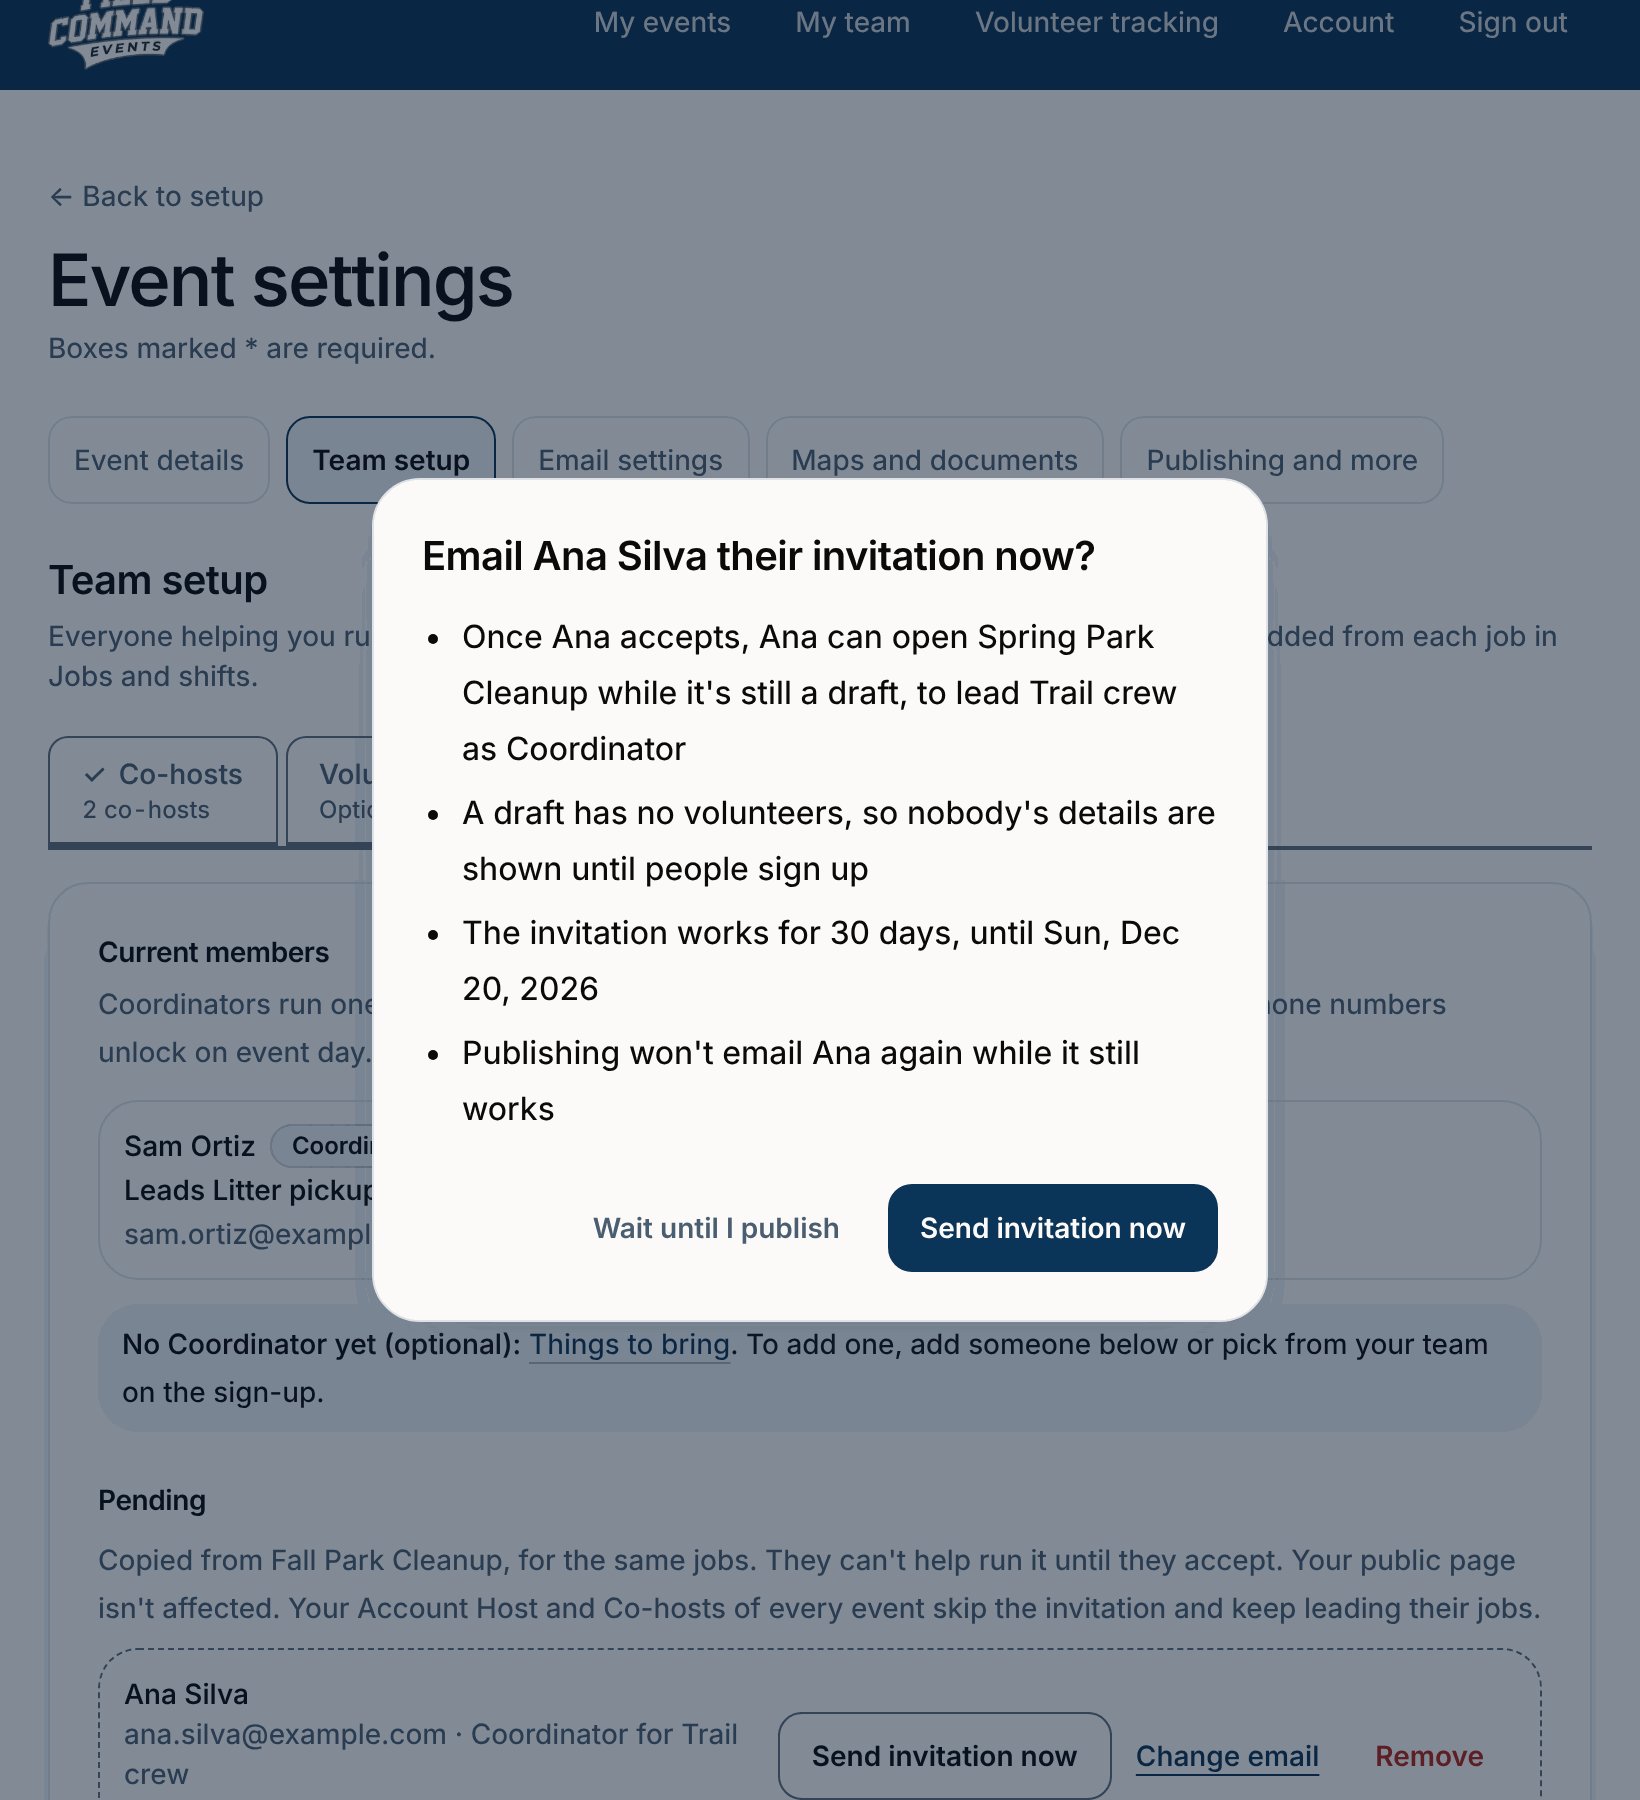 COMMAND
EVENTS
My events
My team
Volunteer tracking
Account
Sign out
← Back to setup
Event settings
Boxes marked * are required.
Event details
Team setup
Email settings
Maps and documents
Publishing and more
Team setup
Everyone helping you
each job in
from
Jobs and shifts.
✓ Co-hosts
2 co-hosts
Email Ana Silva their invitation now?
• Once Ana accepts, Ana can open Spring Park
Cleanup while it's still a draft, to lead Trail crew
as Coordinator
• A draft has no volunteers, so nobody's details are
shown until people sign up
• The invitation works for 30 days, until Sun, Dec
20, 2026
• Publishing won't email Ana again while it still
works
Wait until I publish
Send invitation now
Current members
Coordinators run
numbers
unlock on event day.
Sam Ortiz
Leads Litter pickup
No Coordinator yet (optional): Things to bring. To add one, add someone below or pick from your team
on the sign-up.
Pending
Copied from Fall Park Cleanup, for the same jobs. They can't help run it until they accept. Your public page
isn't affected. Your Account Host and Co-hosts of every event skip the invitation and keep leading their jobs.
Ana Silva
ana.silva@example.com · Coordinator for Trail
crew
Send invitation now
Change email
Remove